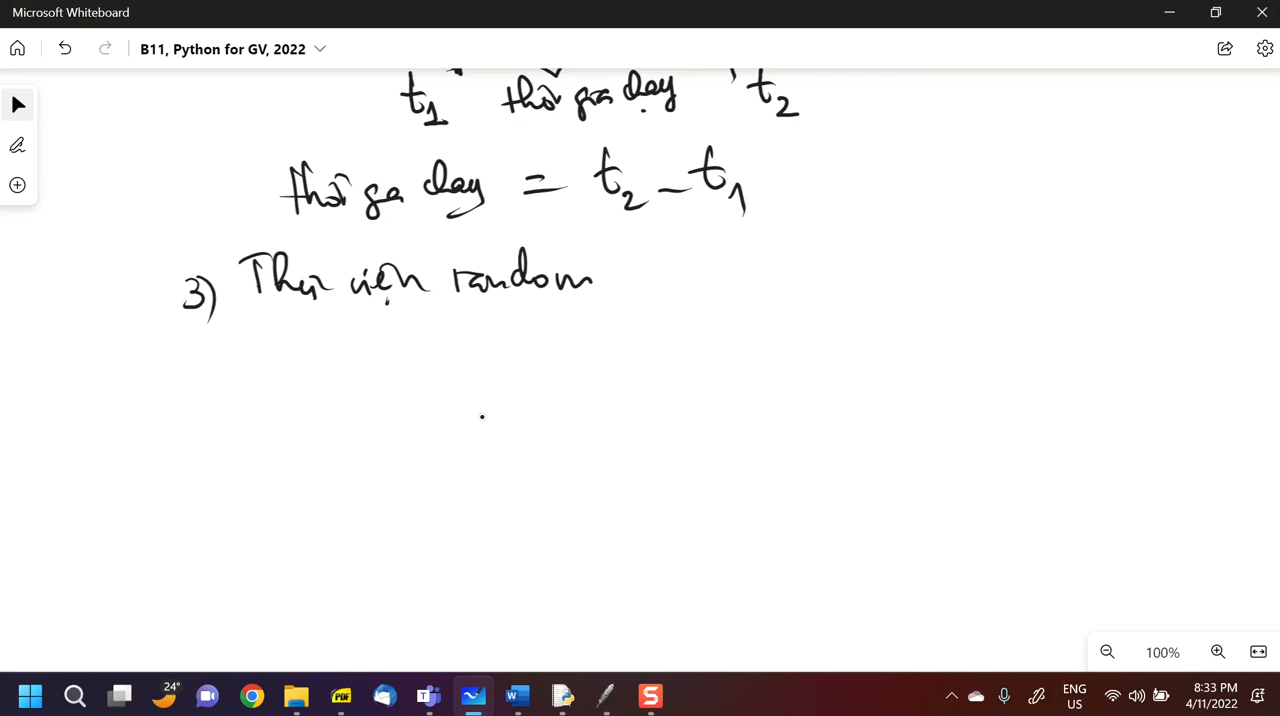 Microsoft Whiteboard
B11, Python for GV, 2022
t1 thời gian chạy t2
thời gian chạy = t2 - t1
3) Thư viện random
100%
24°
PDF
W
S
ENG
US
8:33 PM
4/11/2022